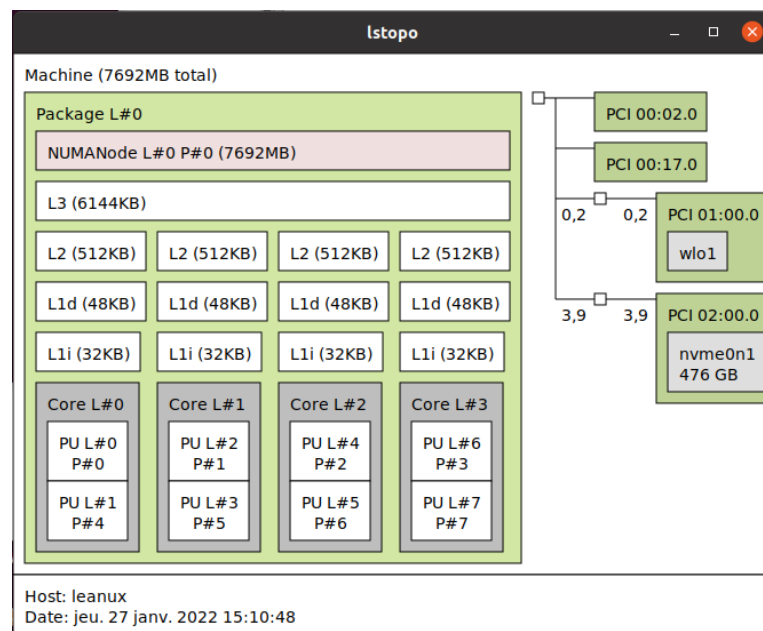 lstopo
Machine (7692MB total)
Package L#0
NUMANode L#0 P#0 (7692MB)
L3 (6144KB)
L2 (512KB) L2 (512KB) L2 (512KB) L2 (512KB)
L1d (48KB) L1d (48KB) L1d (48KB) L1d (48KB)
L1i (32KB) L1i (32KB) L1i (32KB) L1i (32KB)
Core L#0 Core L#1 Core L#2 Core L#3
PU L#0 PU L#2 PU L#4 PU L#6
P#0 P#1 P#2 P#3
PU L#1 PU L#3 PU L#5 PU L#7
P#4 P#5 P#6 P#7
PCI 00:02.0
PCI 00:17.0
0,2 0,2 PCI 01:00.0
wlo1
3,9 3,9 PCI 02:00.0
nvme0n1
476 GB
Host: leanux
Date: jeu. 27 janv. 2022 15:10:48